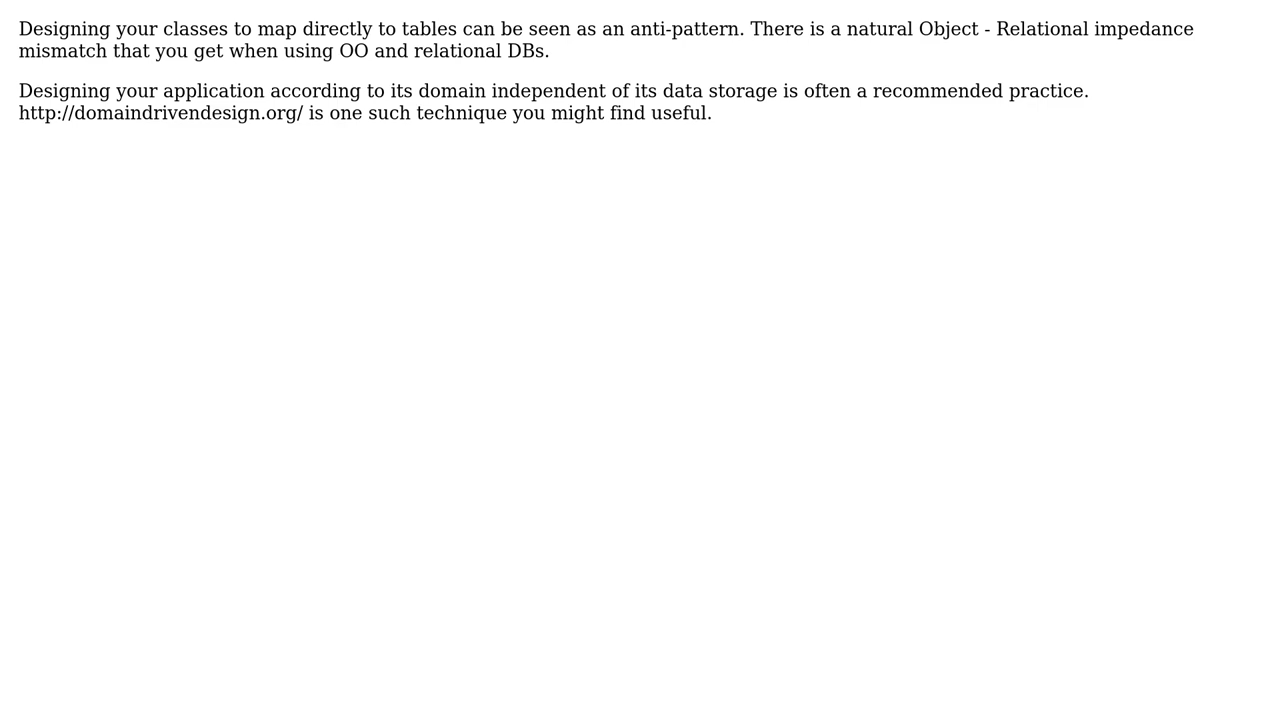 Designing your classes to map directly to tables can be seen as an anti-pattern. There is a natural Object - Relational impedance
mismatch that you get when using OO and relational DBs.
Designing your application according to its domain independent of its data storage is often a recommended practice.
http://domaindrivendesign.org/ is one such technique you might find useful.